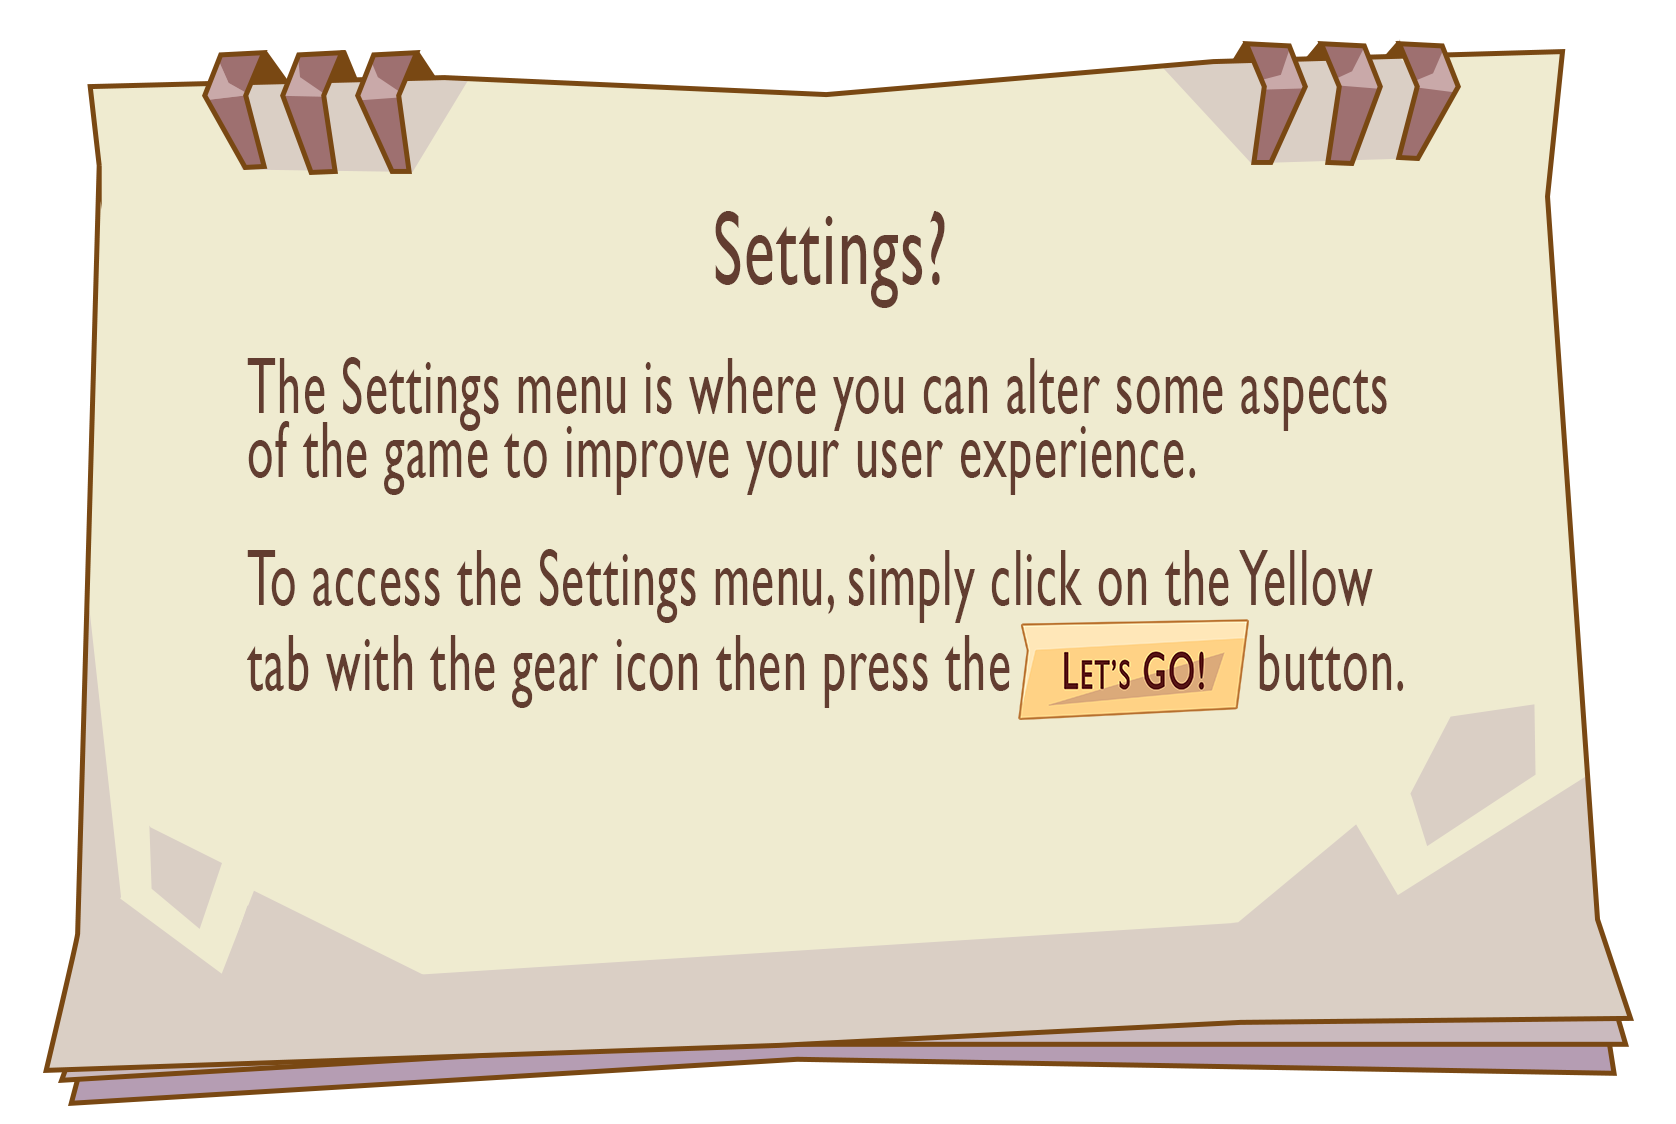 Settings?
The Settings menu is where you can alter some aspects
of the game to improve your user experience.
To access the Settings menu, simply click on the Yellow
tab with the gear icon then press the LET'S GO! button.